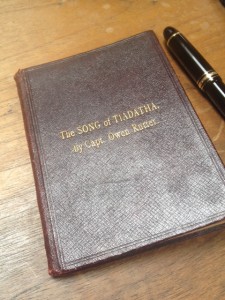 The SONG of TIADATHA.
By Capt. Owen Rutter.